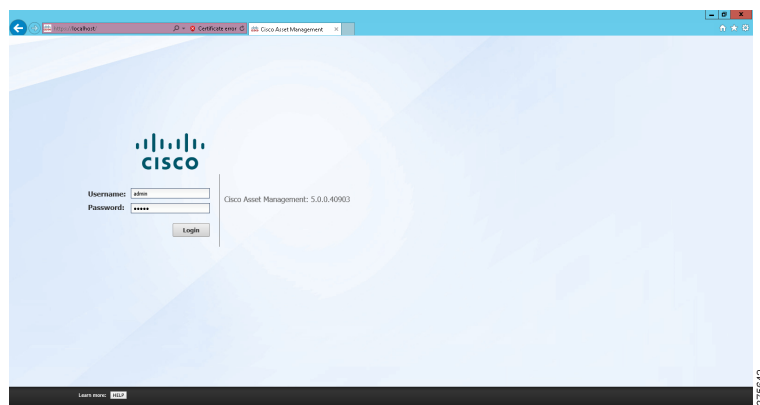 https://localhost/
Certificate error
Cisco Asset Management
CISCO
Username: admin
Password: •••••
Cisco Asset Management: 5.0.0.40903
Login
Learn more: HELP